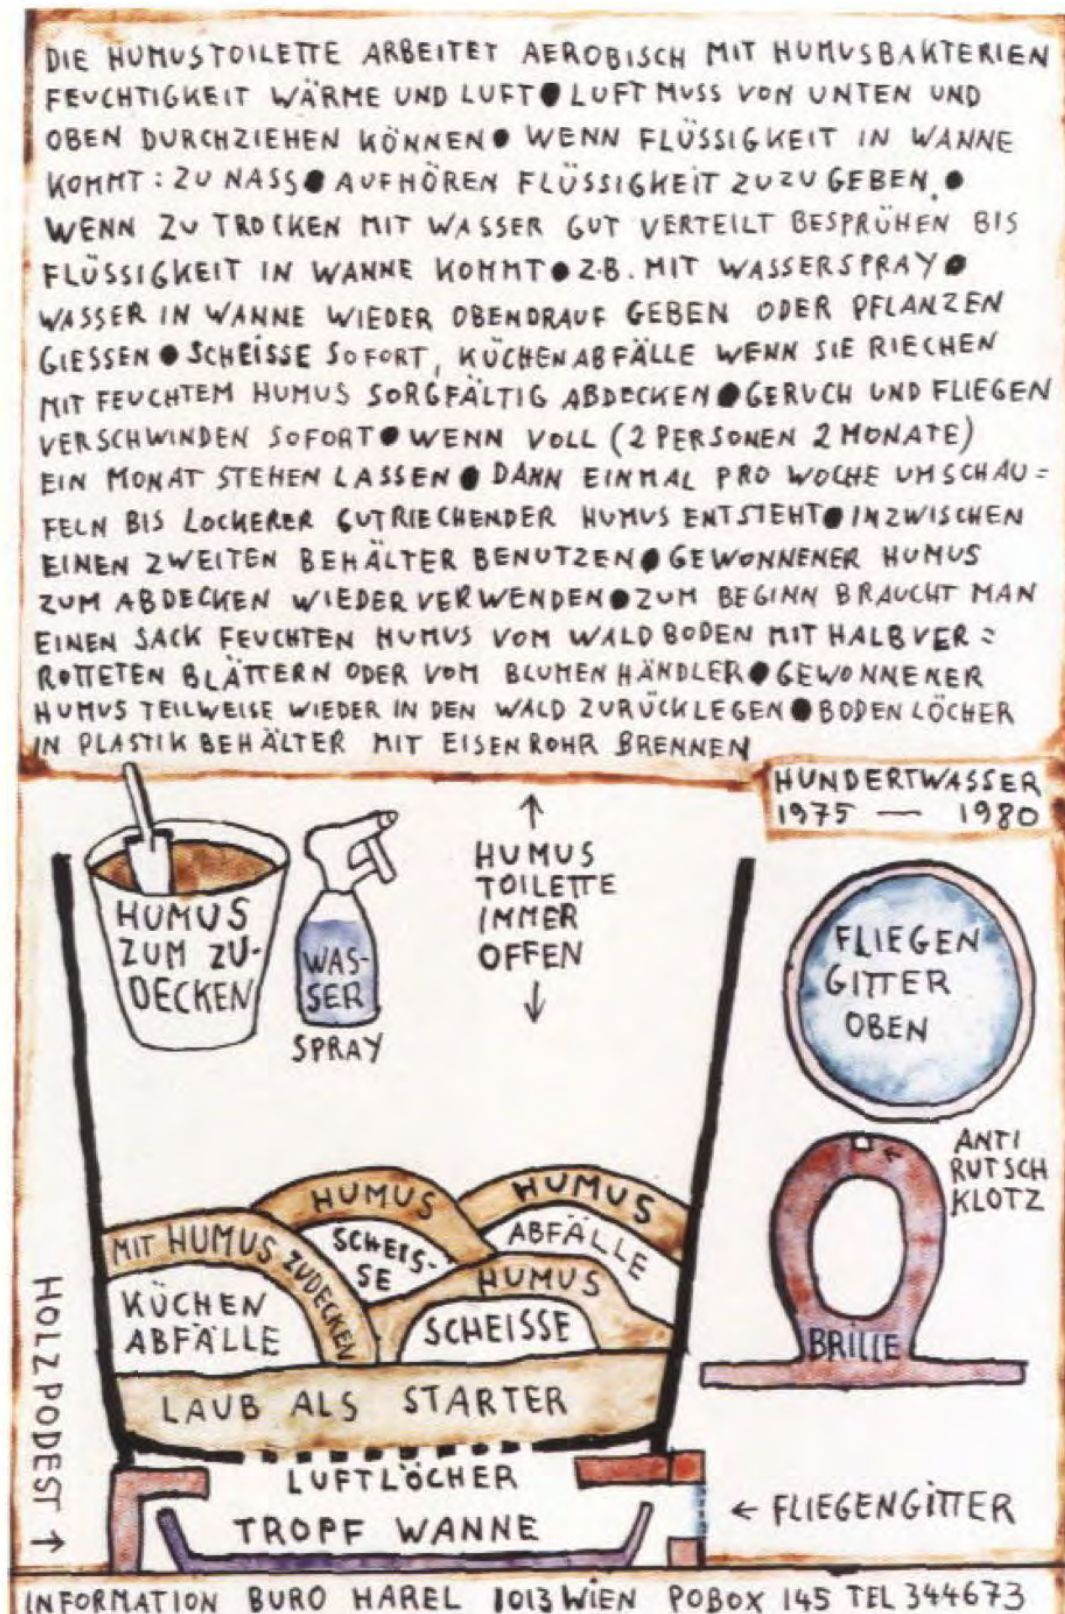 DIE HUMUSTOILETTE ARBEITET AEROBISCH MIT HUMUSBAKTERIEN
FEUCHTIGKEIT WÄRME UND LUFT ● LUFT MUSS VON UNTEN UND
OBEN DURCHZIEHEN KÖNNEN ● WENN FLÜSSIGKEIT IN WANNE
KOMMT : ZU NASS ● AUFHÖREN FLÜSSIGKEIT ZUZUGEBEN. ●
WENN ZU TROCKEN MIT WASSER GUT VERTEILT BESPRÜHEN BIS
FLÜSSIGKEIT IN WANNE KOMMT ● Z.B. MIT WASSERSPRAY ●
WASSER IN WANNE WIEDER OBENDRAUF GEBEN ODER PFLANZEN
GIESSEN ● SCHEISSE SOFORT, KÜCHENABFÄLLE WENN SIE RIECHEN
MIT FEUCHTEM HUMUS SORGFÄLTIG ABDECKEN ● GERUCH UND FLIEGEN
VERSCHWINDEN SOFORT ● WENN VOLL (2 PERSONEN 2 MONATE)
EIN MONAT STEHEN LASSEN ● DANN EINMAL PRO WOCHE UMSCHAU=
FELN BIS LOCKERER GUTRIECHENDER HUMUS ENTSTEHT ● INZWISCHEN
EINEN ZWEITEN BEHÄLTER BENUTZEN ● GEWONNENER HUMUS
ZUM ABDECKEN WIEDER VERWENDEN ● ZUM BEGINN BRAUCHT MAN
EINEN SACK FEUCHTEN HUMUS VOM WALDBODEN MIT HALBVER=
ROTTETEN BLÄTTERN ODER VOM BLUMENHÄNDLER ● GEWONNENER
HUMUS TEILWEISE WIEDER IN DEN WALD ZURÜCKLEGEN ● BODENLÖCHER
IN PLASTIKBEHÄLTER MIT EISENROHR BRENNEN
HUNDERTWASSER
1975 — 1980
HUMUS
ZUM ZU-
DECKEN
WAS-
SER
SPRAY
↑
HUMUS
TOILETTE
IMMER
OFFEN
↓
FLIEGEN
GITTER
OBEN
ANTI
RUTSCH
KLOTZ
←
BRILLE
HUMUS
SCHEIS-
SE
HUMUS
ABFÄLLE
MIT HUMUS ZUDECKEN
KÜCHEN
ABFÄLLE
HUMUS
SCHEISSE
LAUB ALS STARTER
LUFTLÖCHER
TROPF WANNE
HOLZPODEST →
← FLIEGENGITTER
INFORMATION BURO HAREL 1013 WIEN POBOX 145 TEL 344673